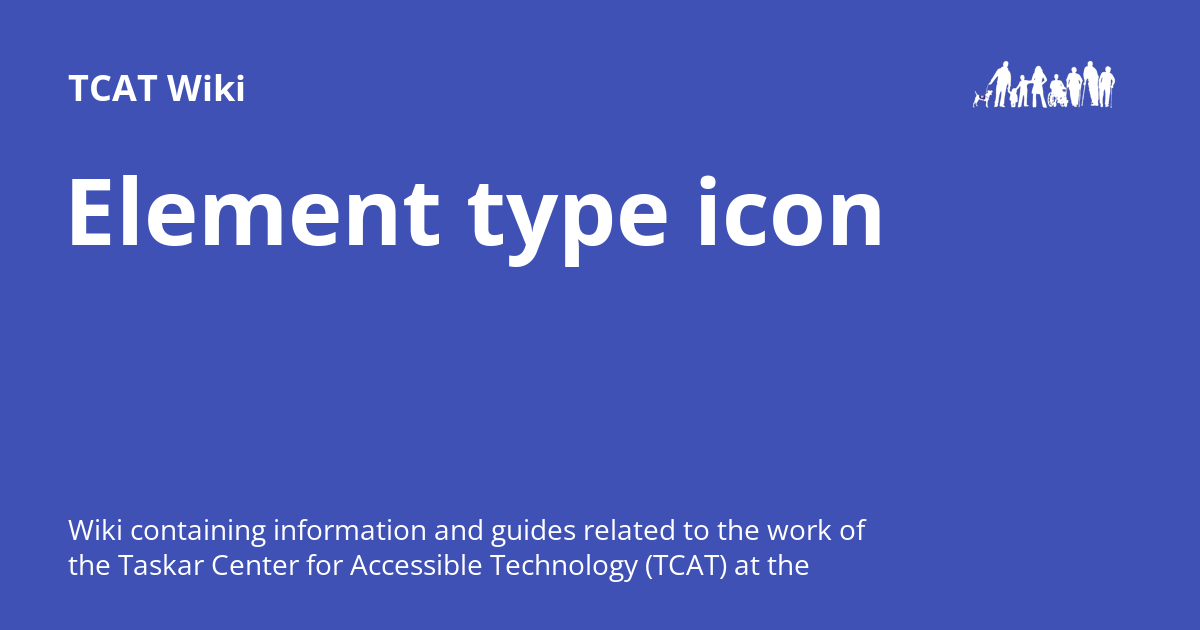 TCAT Wiki
Element type icon
Wiki containing information and guides related to the work of
the Taskar Center for Accessible Technology (TCAT) at the